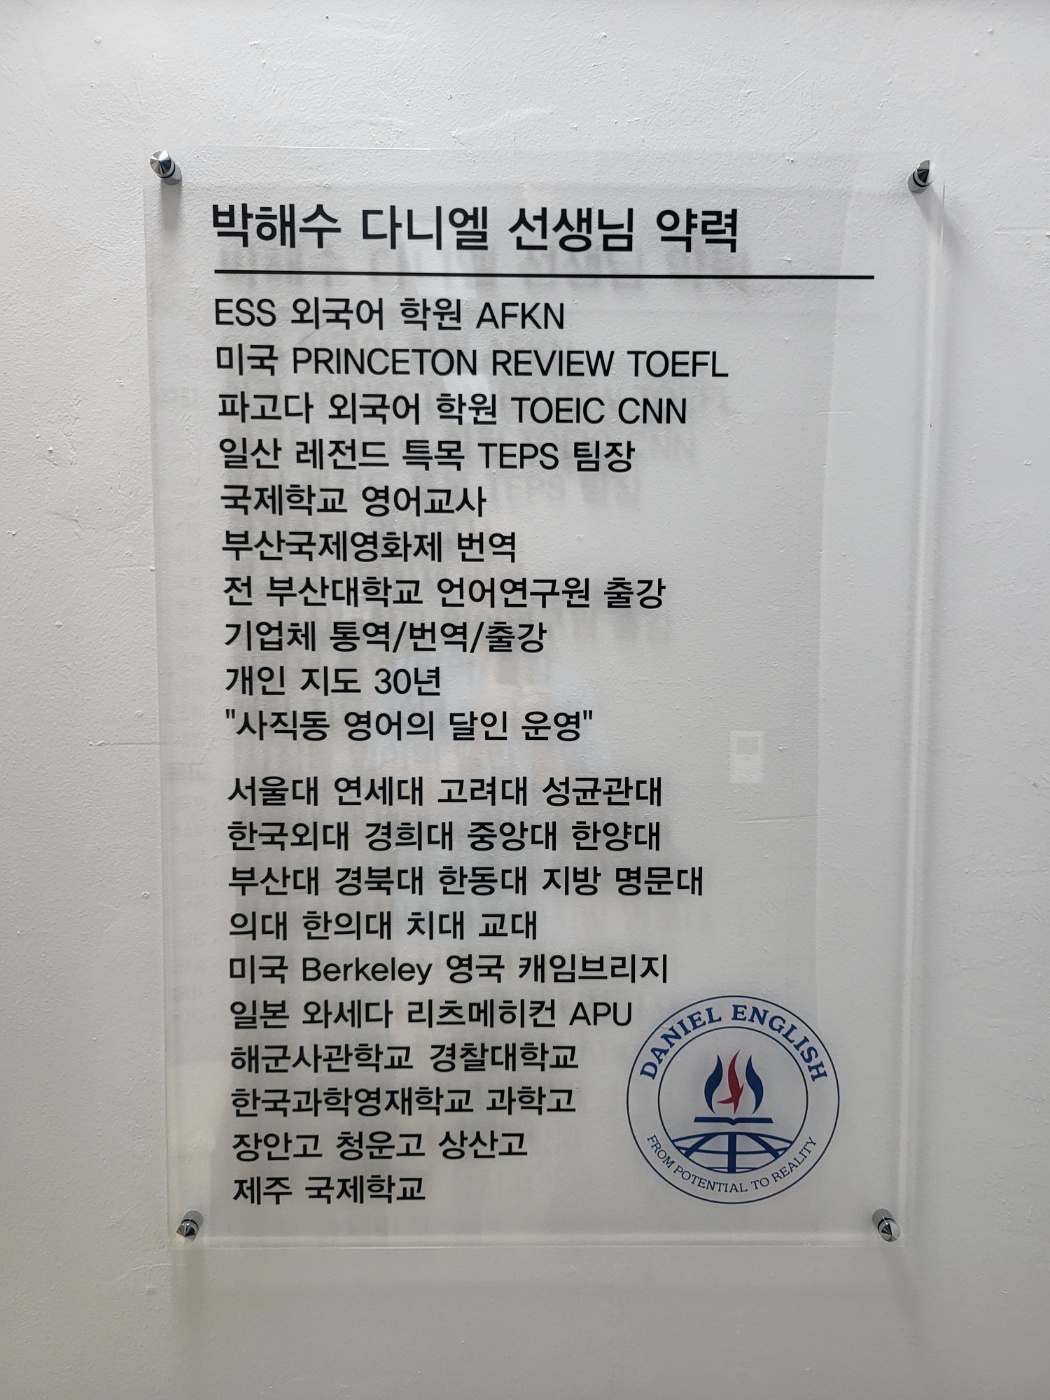 박해수 다니엘 선생님 약력
ESS 외국어 학원 AFKN
미국 PRINCETON REVIEW TOEFL
파고다 외국어 학원 TOEIC CNN
일산 레전드 특목 TEPS 팀장
국제학교 영어교사
부산국제영화제 번역
전 부산대학교 언어연구원 출강
기업체 통역/번역/출강
개인 지도 30년
"사직동 영어의 달인 운영"
서울대 연세대 고려대 성균관대
한국외대 경희대 중앙대 한양대
부산대 경북대 한동대 지방 명문대
의대 한의대 치대 교대
미국 Berkeley 영국 캐임브리지
일본 와세다 리츠메히컨 APU
해군사관학교 경찰대학교
한국과학영재학교 과학고
장안고 청운고 상산고
제주 국제학교
DANIEL ENGLISH
FROM POTENTIAL TO REALITY